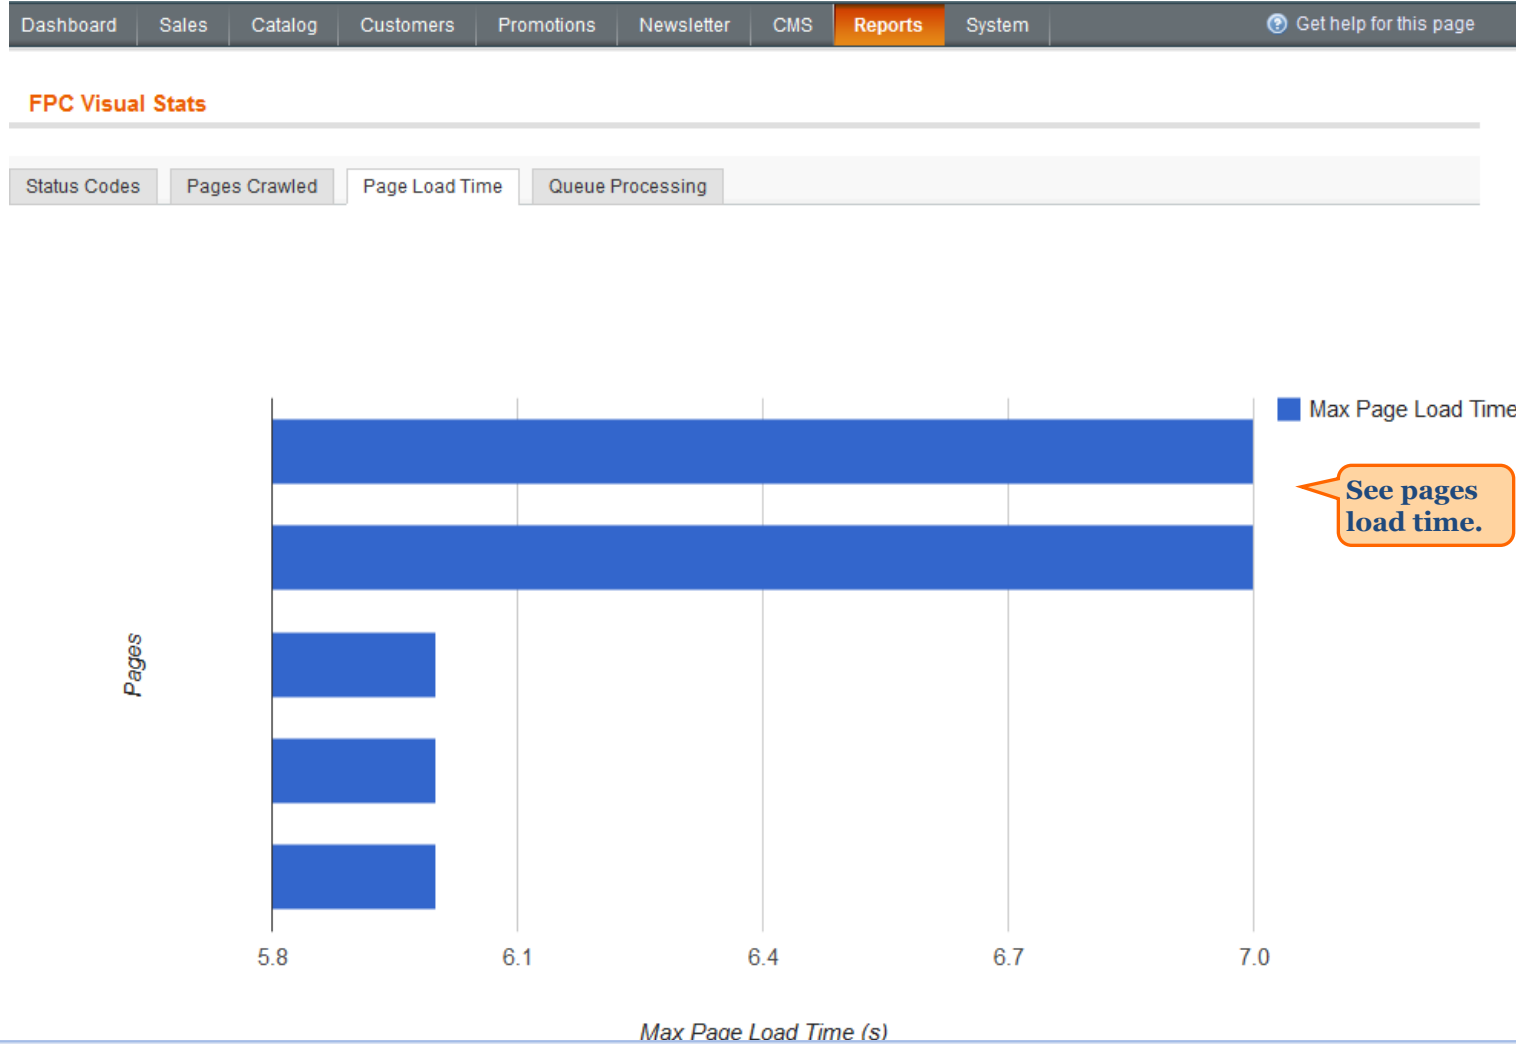 Dashboard Sales Catalog Customers Promotions Newsletter CMS Reports System Get help for this page
FPC Visual Stats
Status Codes Pages Crawled Page Load Time Queue Processing
Max Page Load Time
See pages
load time.
Pages
5.8 6.1 6.4 6.7 7.0
Max Page Load Time (s)